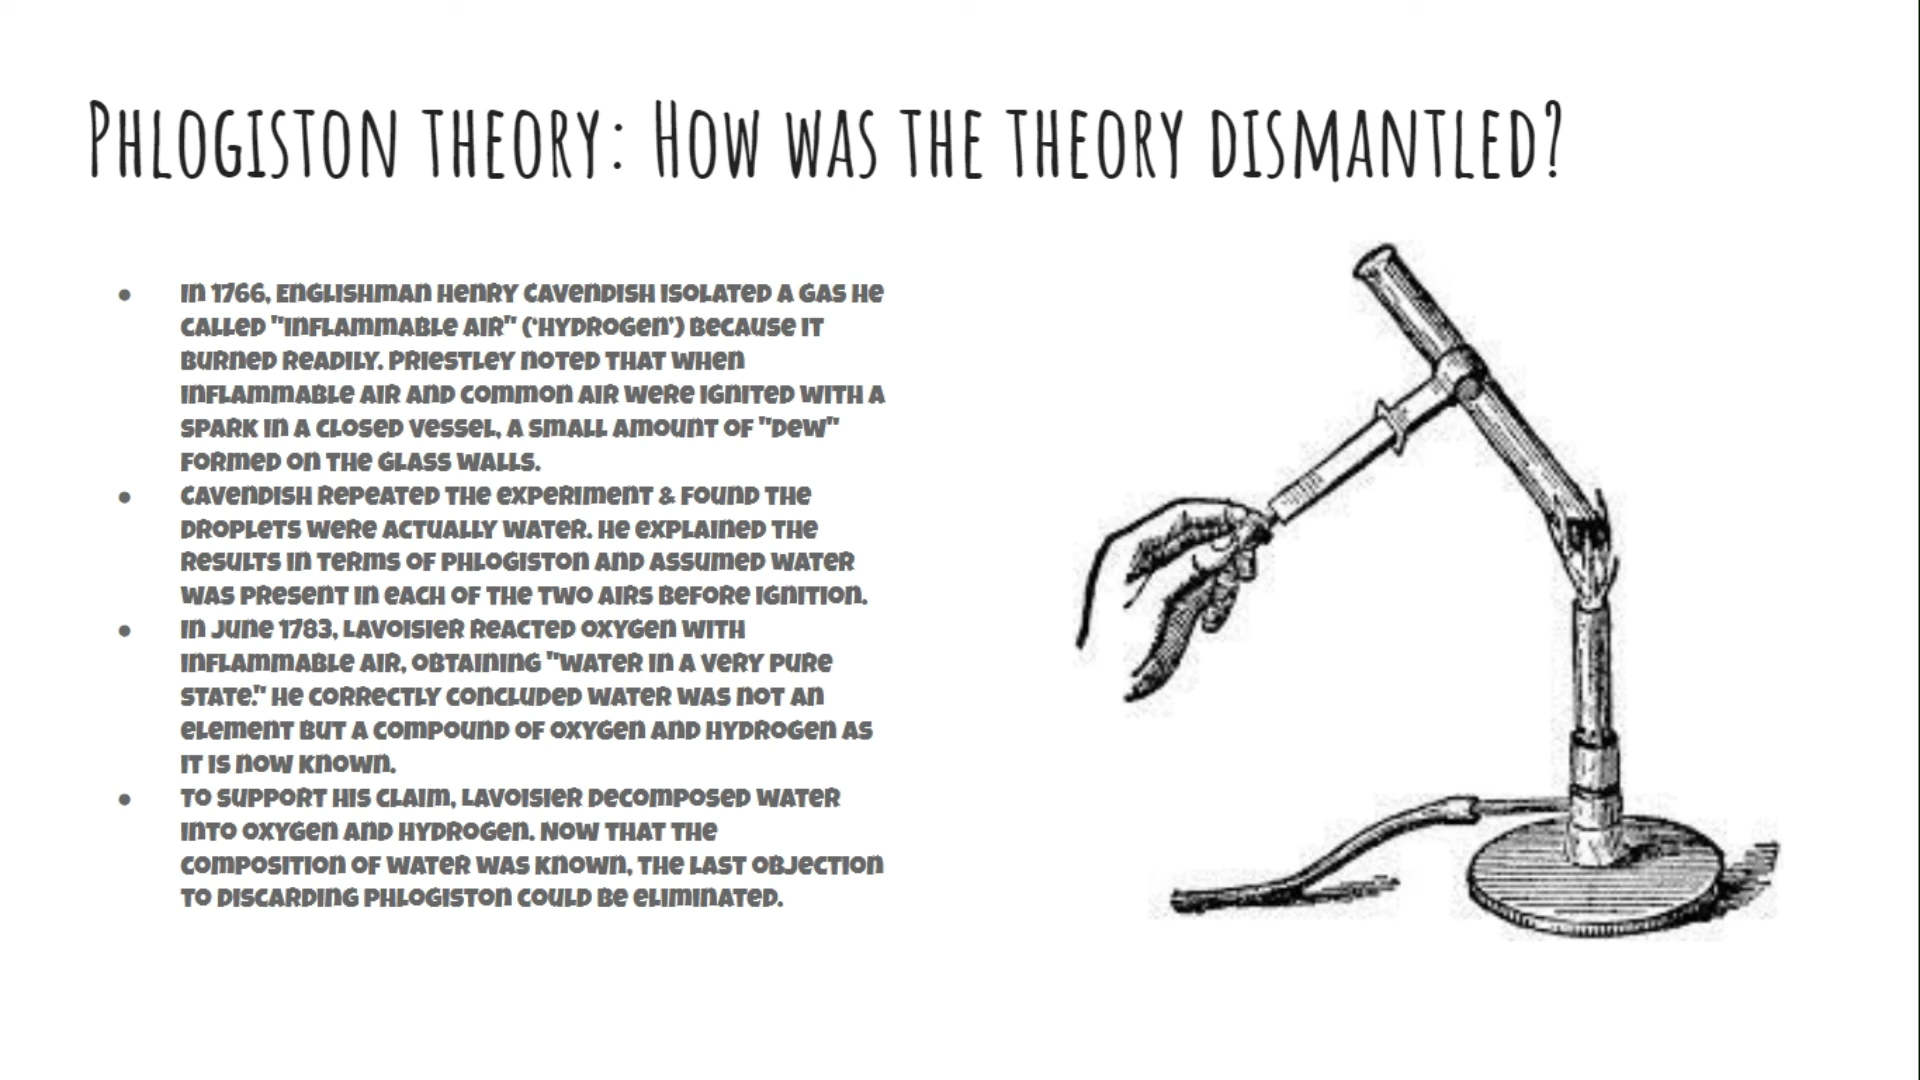 Phlogiston theory: How was the theory dismantled?
In 1766, Englishman Henry Cavendish isolated a gas he
called "inflammable air" (‘hydrogen’) because it
burned readily. Priestley noted that when
inflammable air and common air were ignited with a
spark in a closed vessel, a small amount of "dew"
formed on the glass walls.
Cavendish repeated the experiment & found the
droplets were actually water. He explained the
results in terms of phlogiston and assumed water
was present in each of the two airs before ignition.
In June 1783, Lavoisier reacted oxygen with
inflammable air, obtaining "water in a very pure
state." He correctly concluded water was not an
element but a compound of oxygen and hydrogen as
it is now known.
To support his claim, Lavoisier decomposed water
into oxygen and hydrogen. Now that the
composition of water was known, the last objection
to discarding phlogiston could be eliminated.